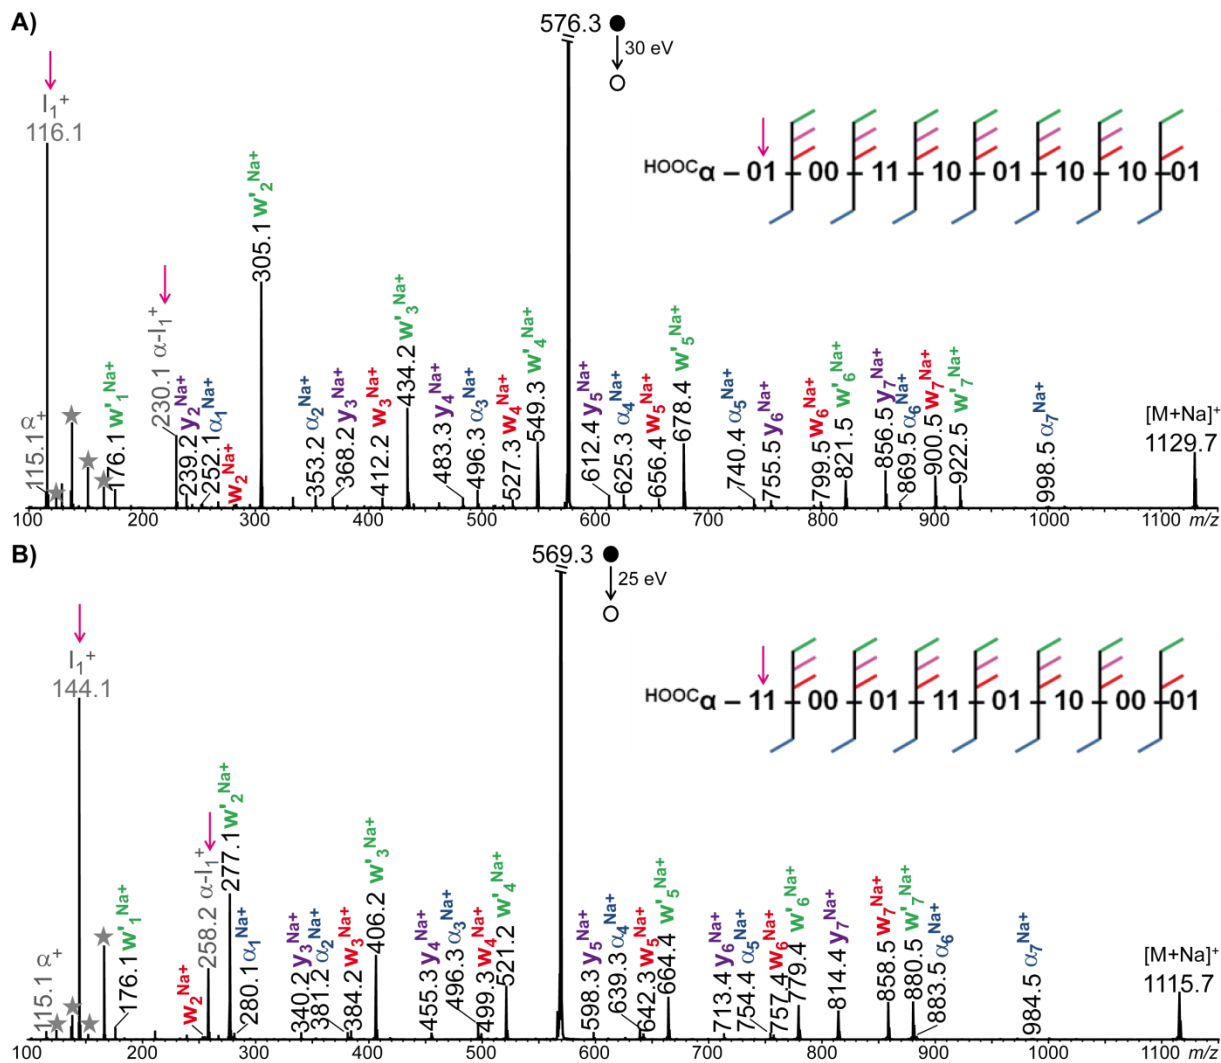 A)
576.3
30 eV
I1+
116.1
HOOCα – 01 – 00 – 11 – 10 – 01 – 10 – 10 – 01
115.1 α+
176.1 w'1Na+
230.1 α-I1+
239.2 y2Na+
252.1 α1Na+
w2Na+
305.1 w'2Na+
353.2 α2Na+
368.2 y3Na+
412.2 w3Na+
434.2 w'3Na+
483.3 y4Na+
496.3 α3Na+
527.3 w4Na+
549.3 w'4Na+
612.4 y5Na+
625.3 α4Na+
656.4 w5Na+
678.4 w'5Na+
740.4 α5Na+
755.5 y6Na+
799.5 w6Na+
821.5 w'6Na+
856.5 y7Na+
869.5 α6Na+
900.5 w7Na+
922.5 w'7Na+
998.5 α7Na+
[M+Na]+
1129.7
100 200 300 400 500 600 700 800 900 1000 1100 m/z
B)
569.3
25 eV
I1+
144.1
HOOCα – 11 – 00 – 01 – 11 – 01 – 10 – 00 – 01
115.1 α+
176.1 w'1Na+
w2Na+
258.2 α-I1+
277.1 w'2Na+
280.1 α1Na+
340.2 y3Na+
381.2 α2Na+
384.2 w3Na+
406.2 w'3Na+
455.3 y4Na+
496.3 α3Na+
499.3 w4Na+
521.2 w'4Na+
598.3 y5Na+
639.3 α4Na+
642.3 w5Na+
664.4 w'5Na+
713.4 y6Na+
754.4 α5Na+
757.4 w6Na+
779.4 w'6Na+
814.4 y7Na+
858.5 w7Na+
880.5 w'7Na+
883.5 α6Na+
984.5 α7Na+
[M+Na]+
1115.7
100 200 300 400 500 600 700 800 900 1000 1100 m/z